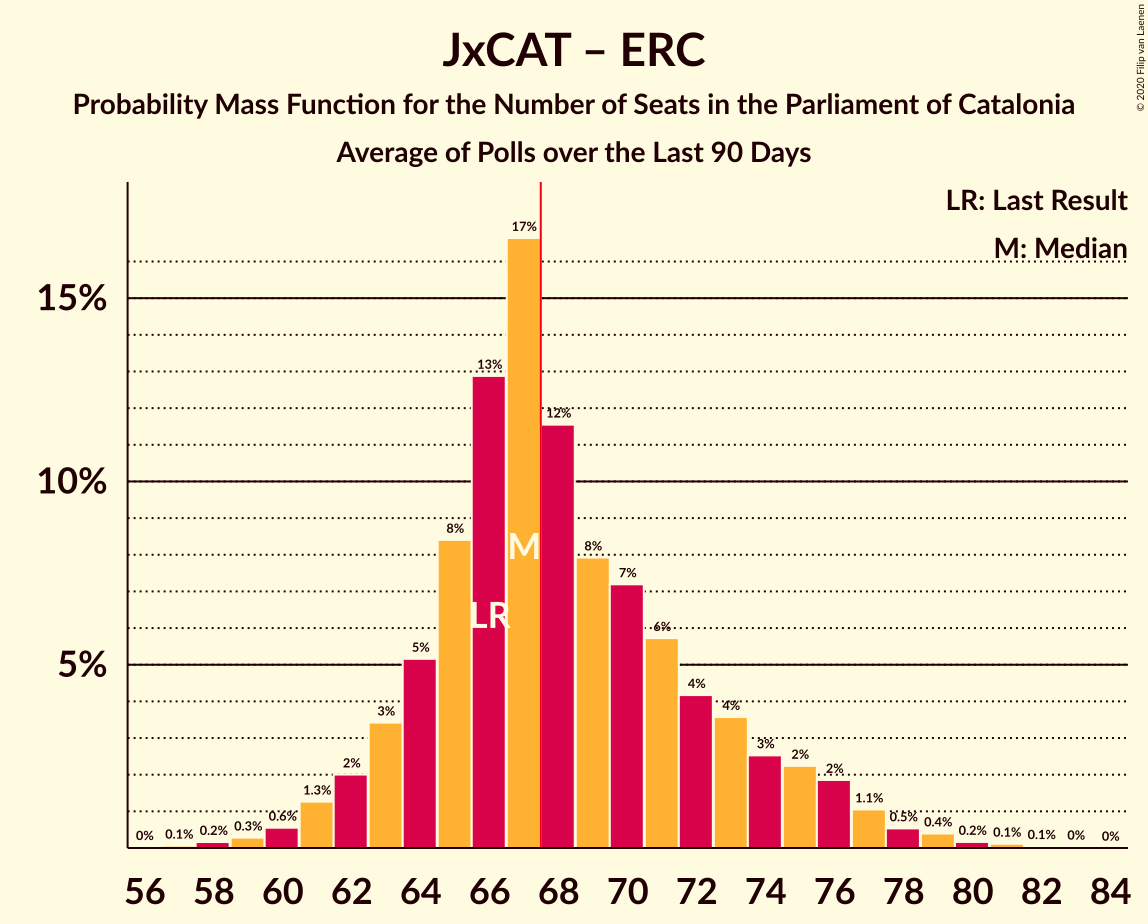 JxCAT – ERC
Probability Mass Function for the Number of Seats in the Parliament of Catalonia
Average of Polls over the Last 90 Days
© 2020 Filip van Laenen
LR: Last Result
M: Median
15%
10%
5%
0% 0.1% 0.2% 0.3% 0.6% 1.3% 2% 3% 5% 8% 13% 17% 12% 8% 7% 6% 4% 4% 3% 2% 2% 1.1% 0.5% 0.4% 0.2% 0.1% 0.1% 0% 0%
M
LR
56 58 60 62 64 66 68 70 72 74 76 78 80 82 84